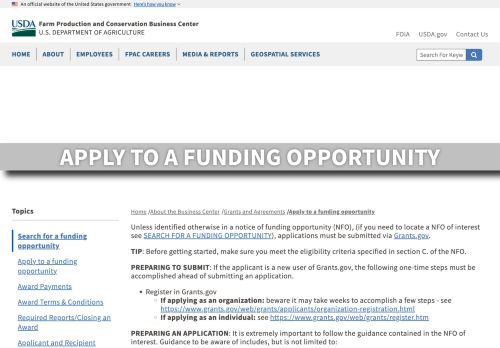 An official website of the United States government Here's how you know
USDA Farm Production and Conservation Business Center
U.S. DEPARTMENT OF AGRICULTURE
FOIA USDA.gov Contact Us
HOME ABOUT EMPLOYEES FPAC CAREERS MEDIA & REPORTS GEOSPATIAL SERVICES
Search For Keyw
APPLY TO A FUNDING OPPORTUNITY
Topics
Search for a funding
opportunity
Apply to a funding
opportunity
Award Payments
Award Terms & Conditions
Required Reports/Closing an
Award
Applicant and Recipient
Home /About the Business Center /Grants and Agreements /Apply to a funding opportunity
Unless identified otherwise in a notice of funding opportunity (NFO), (if you need to locate a NFO of interest
see SEARCH FOR A FUNDING OPPORTUNITY), applications must be submitted via Grants.gov.
TIP: Before getting started, make sure you meet the eligibility criteria specified in section C. of the NFO.
PREPARING TO SUBMIT: If the applicant is a new user of Grants.gov, the following one-time steps must be
accomplished ahead of submitting an application.
• Register in Grants.gov
If applying as an organization: beware it may take weeks to accomplish a few steps - see
https://www.grants.gov/web/grants/applicants/organization-registration.html
If applying as an individual: see https://www.grants.gov/web/grants/register.htm
PREPARING AN APPLICATION: It is extremely important to follow the guidance contained in the NFO of
interest. Guidance to be aware of includes, but is not limited to: